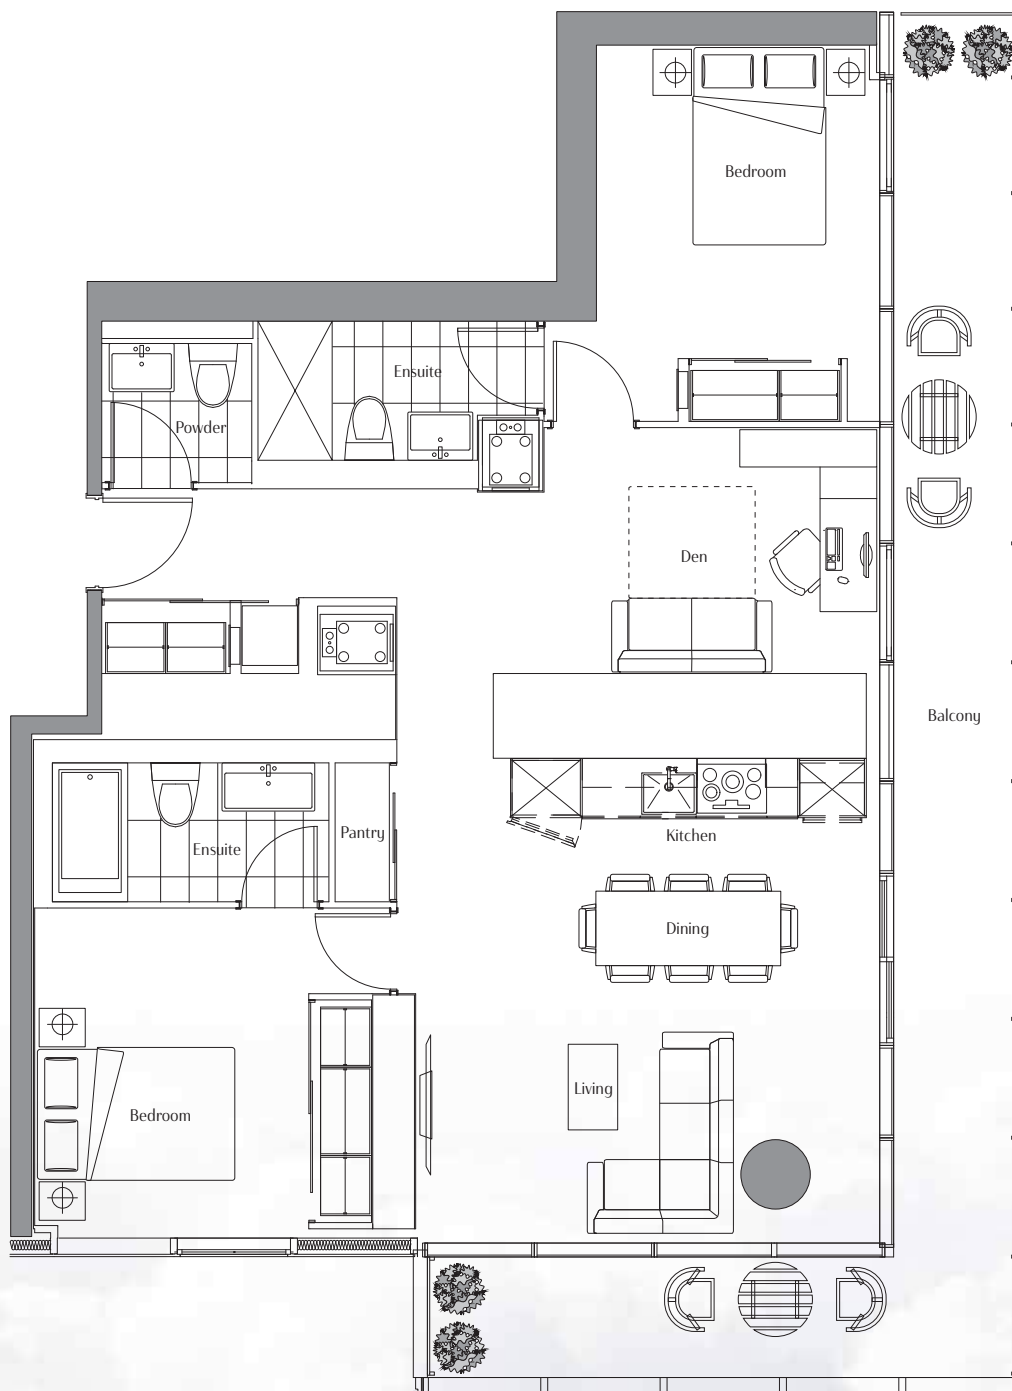 Bedroom
Ensuite
Powder
Den
Balcony
Kitchen
Pantry
Ensuite
Dining
Living
Bedroom